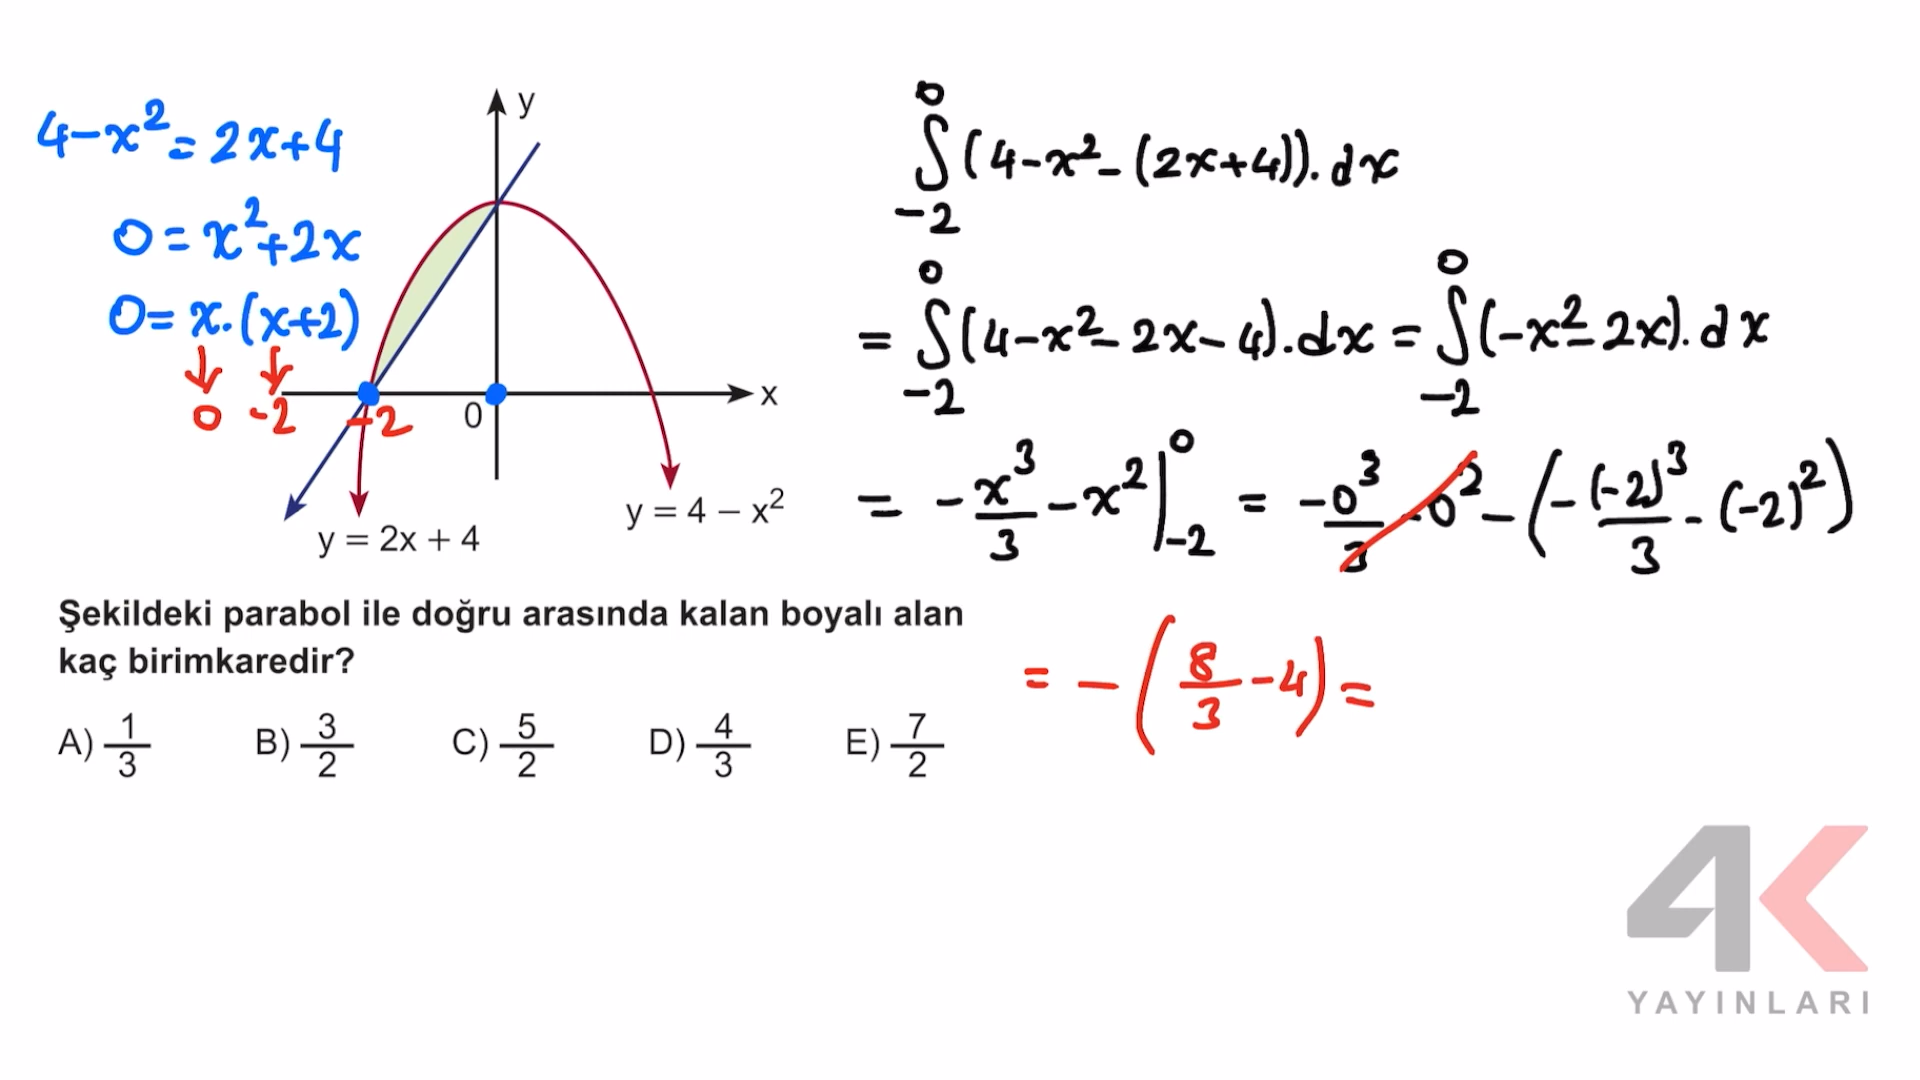 4-x² = 2x+4
0 = x²+2x
0 = x.(x+2)
0 -2
-2
0
y
x
y = 2x + 4
y = 4 – x²
Şekildeki parabol ile doğru arasında kalan boyalı alan
kaç birimkaredir?
A) 1/3 B) 3/2 C) 5/2 D) 4/3 E) 7/2
∫₋₂⁰ (4-x²-(2x+4)).dx
= ∫₋₂⁰ (4-x²-2x-4).dx = ∫₋₂⁰ (-x²-2x).dx
= -x³/3 - x² |₋₂⁰ = -0³/3 - 0² - (-(-2)³/3 - (-2)²)
= -(8/3 - 4) =
4K
YAYINLARI